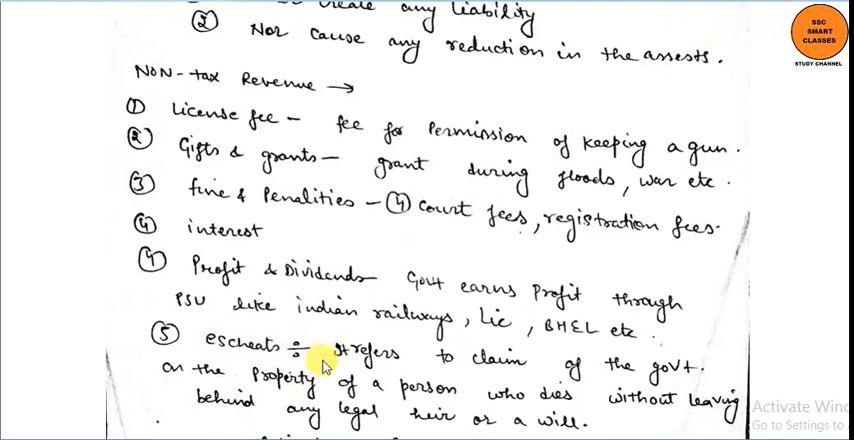 create any liability
② Nor cause any reduction in the assests.
SSC
SMART
CLASSES
STUDY CHANNEL
NON-tax Revenue →
① License fee - fee for Permission of keeping a gun.
② Gifts & grants - grant during floods, war etc.
③ fine & Penalities - ④ court fees, registration fees.
④ interest
④ Profit & Dividends Govt earns Profit through
PSU like indian railways, Lic, BHEL etc.
⑤ escheats ÷ It refers to claim of the govt.
on the Property of a person who dies without leaving
behind any legal heir or a will.
Activate Wind
Go to Settings to a